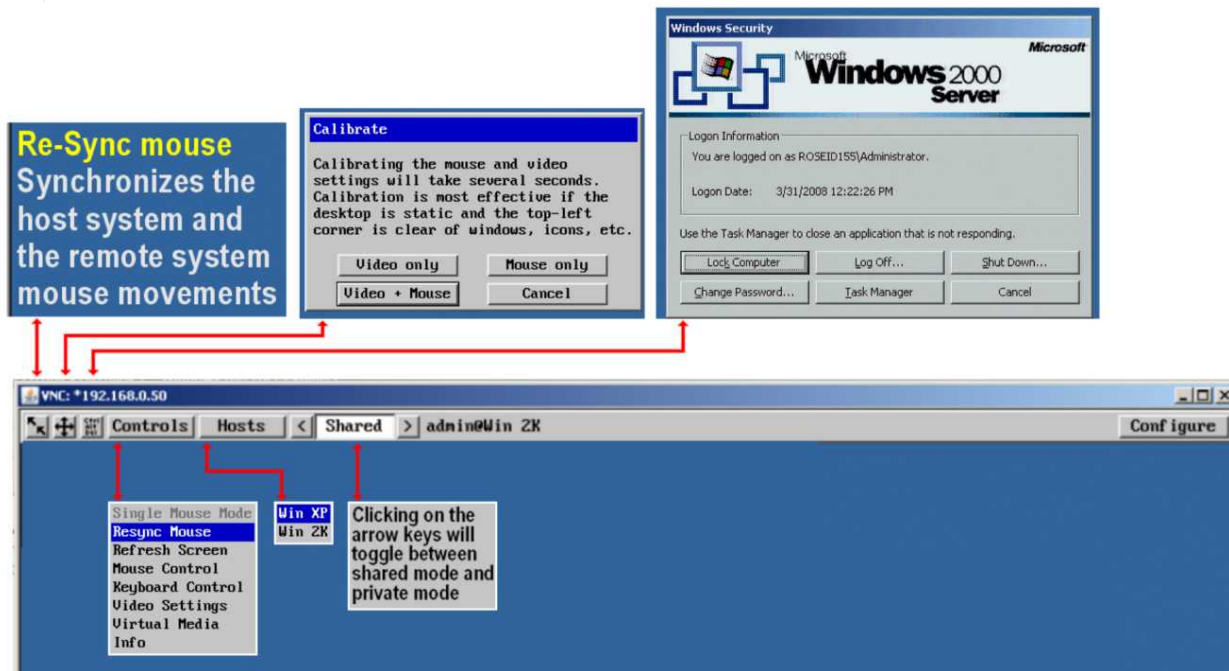 Windows Security
Microsoft
Microsoft
Windows 2000
Server
Logon Information
You are logged on as ROSEID155\Administrator.
Logon Date: 3/31/2008 12:22:26 PM
Use the Task Manager to close an application that is not responding.
Lock Computer Log Off... Shut Down...
Change Password... Task Manager Cancel
Re-Sync mouse
Synchronizes the
host system and
the remote system
mouse movements
Calibrate
Calibrating the mouse and video
settings will take several seconds.
Calibration is most effective if the
desktop is static and the top-left
corner is clear of windows, icons, etc.
Video only Mouse only
Video + Mouse Cancel
VNC: *192.168.0.50
Ctrl
Alt
Del
Controls Hosts < Shared > admin@Win 2K Configure
Single Mouse Mode
Resync Mouse
Refresh Screen
Mouse Control
Keyboard Control
Video Settings
Virtual Media
Info
Win XP
Win 2K
Clicking on the
arrow keys will
toggle between
shared mode and
private mode